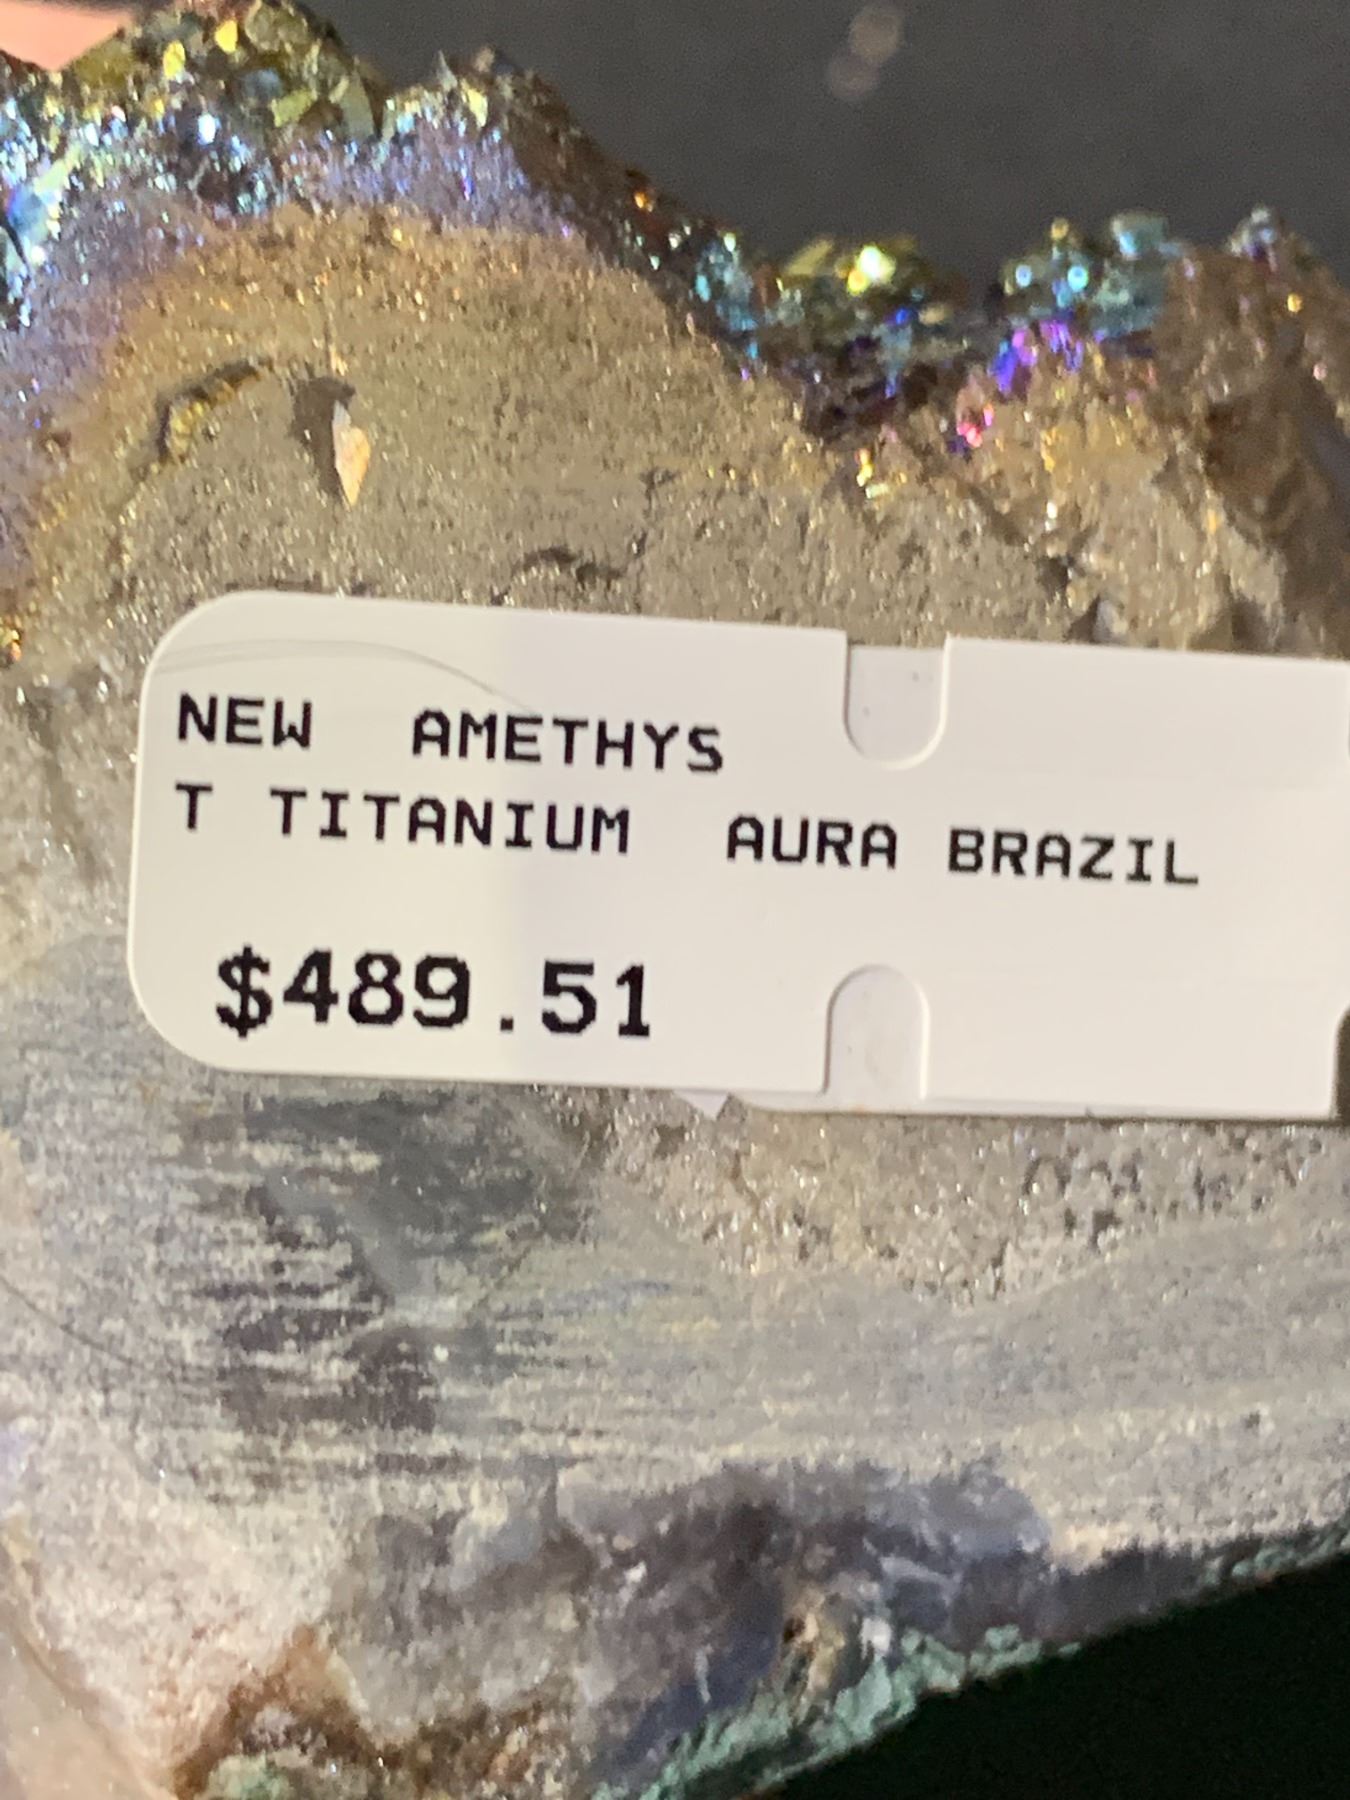 NEW AMETHYS
T TITANIUM AURA BRAZIL
$489.51